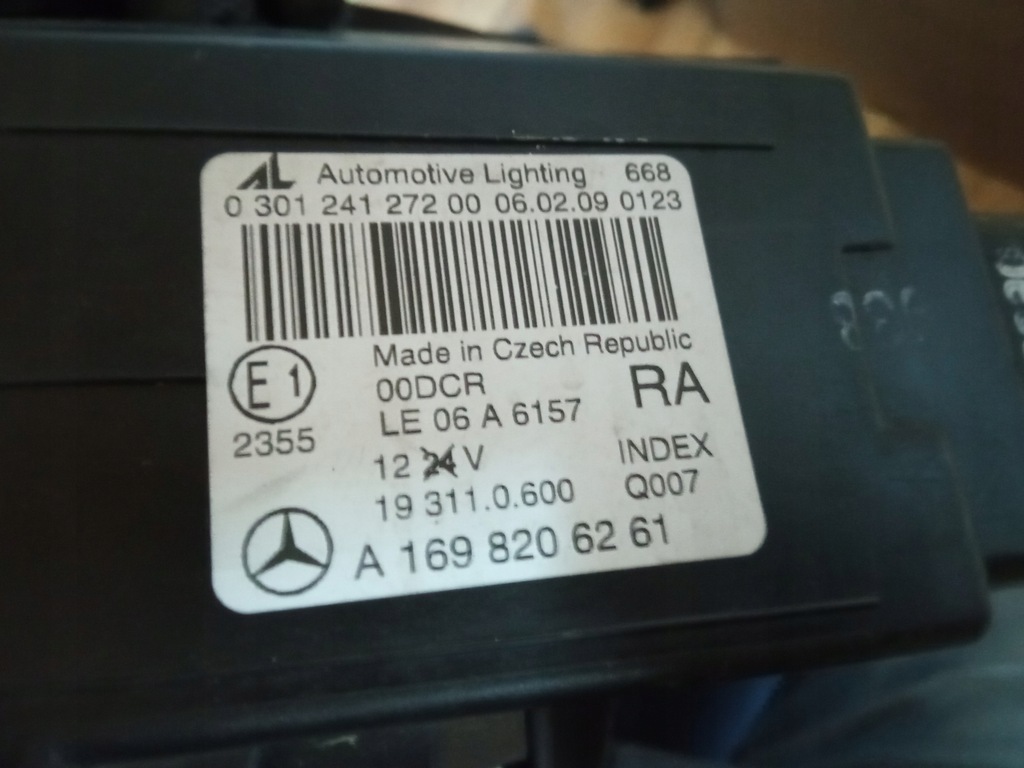 AL Automotive Lighting 668
0 301 241 272 00 06.02.09 0123
Made in Czech Republic
E1
00DCR
RA
2355
LE 06 A 6157
12 24 V
INDEX
19 311.0.600
Q007
A 169 820 62 61